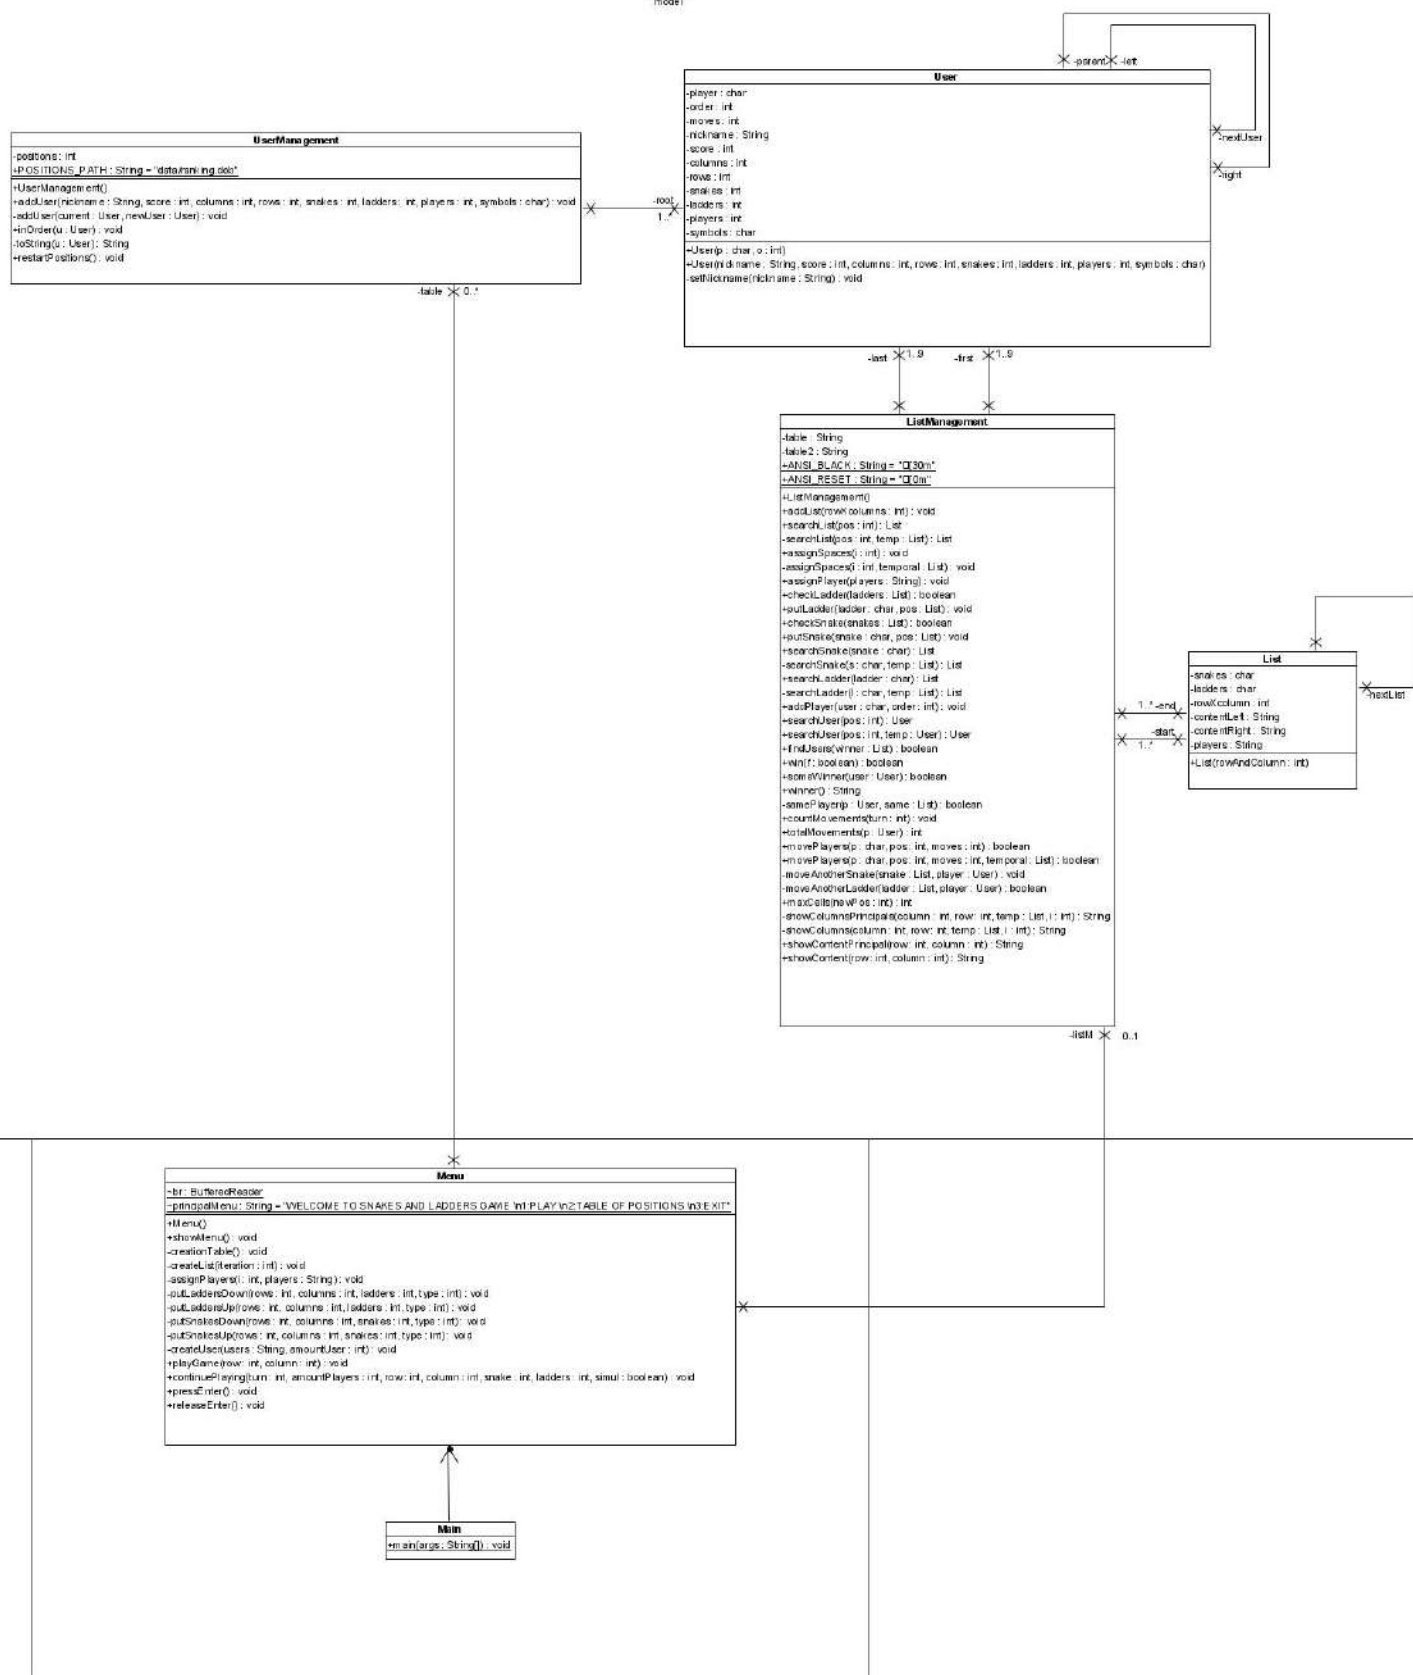 model
-parent
-left
User
-player : char
-order : int
-moves : int
-nickname : String
-score : int
-columns : int
-rows : int
-snakes : int
-ladders : int
-players : int
-symbols : char
+User(p : char, o : int)
+User(nickname : String, score : int, columns : int, rows : int, snakes : int, ladders : int, players : int, symbols : char)
-setNickname(nickname : String) : void
-nextUser
-right
UserManagement
-positions : int
+POSITIONS_PATH : String = "data/ranking.dob"
+UserManagement()
+addUser(nickname : String, score : int, columns : int, rows : int, snakes : int, ladders : int, players : int, symbols : char) : void
-addUser(current : User, newUser : User) : void
+inOrder(u : User) : void
-toString(u : User) : String
+restartPositions() : void
-root
1..*
-table
0..*
-last
1..9
-first
1..9
ListManagement
-table : String
-table2 : String
+ANSI_BLACK : String = "[30m"
+ANSI_RESET : String = "[0m"
+ListManagement()
+addList(rowXcolumns : int) : void
+searchList(pos : int) : List
-searchList(pos : int, temp : List) : List
+assignSpaces(i : int) : void
-assignSpaces(i : int, temporal : List) : void
+assignPlayer(players : String) : void
+checkLadder(ladders : List) : boolean
+putLadder(ladder : char, pos : List) : void
+checkSnake(snakes : List) : boolean
+putSnake(snake : char, pos : List) : void
+searchSnake(snake : char) : List
-searchSnake(s : char, temp : List) : List
+searchLadder(ladder : char) : List
-searchLadder(l : char, temp : List) : List
+addPlayer(user : char, order : int) : void
+searchUser(pos : int) : User
+searchUser(pos : int, temp : User) : User
+findUsers(winner : List) : boolean
+win(f : boolean) : boolean
+someWinner(user : User) : boolean
+winner() : String
-samePlayer(p : User, same : List) : boolean
+countMovements(turn : int) : void
+totalMovements(p : User) : int
+movePlayers(p : char, pos : int, moves : int) : boolean
+movePlayers(p : char, pos : int, moves : int, temporal : List) : boolean
-moveAnotherSnake(snake : List, player : User) : void
-moveAnotherLadder(ladder : List, player : User) : boolean
+maxCells(newPos : int) : int
-showColumnsPrincipals(column : int, row : int, temp : List, i : int) : String
-showColumns(column : int, row : int, temp : List, i : int) : String
+showContentPrincipal(row : int, column : int) : String
+showContent(row : int, column : int) : String
1..*
-end
-start
1..*
List
-snakes : char
-ladders : char
-rowXcolumn : int
-contentLeft : String
-contentRight : String
-players : String
+List(rowAndColumn : int)
-nextList
-listM
0..1
Menu
~br : BufferedReader
~principalMenu : String = "WELCOME TO SNAKES AND LADDERS GAME \n1:PLAY \n2:TABLE OF POSITIONS \n3:EXIT"
+Menu()
+showMenu() : void
-creationTable() : void
-createList(iteration : int) : void
-assignPlayers(i : int, players : String) : void
-putLaddersDown(rows : int, columns : int, ladders : int, type : int) : void
-putLaddersUp(rows : int, columns : int, ladders : int, type : int) : void
-putSnakesDown(rows : int, columns : int, snakes : int, type : int) : void
-putSnakesUp(rows : int, columns : int, snakes : int, type : int) : void
-createUser(users : String, amountUser : int) : void
+playGame(row : int, column : int) : void
+continuePlaying(turn : int, amountPlayers : int, row : int, column : int, snake : int, ladders : int, simul : boolean) : void
+pressEnter() : void
+releaseEnter() : void
Main
+main(args : String[]) : void